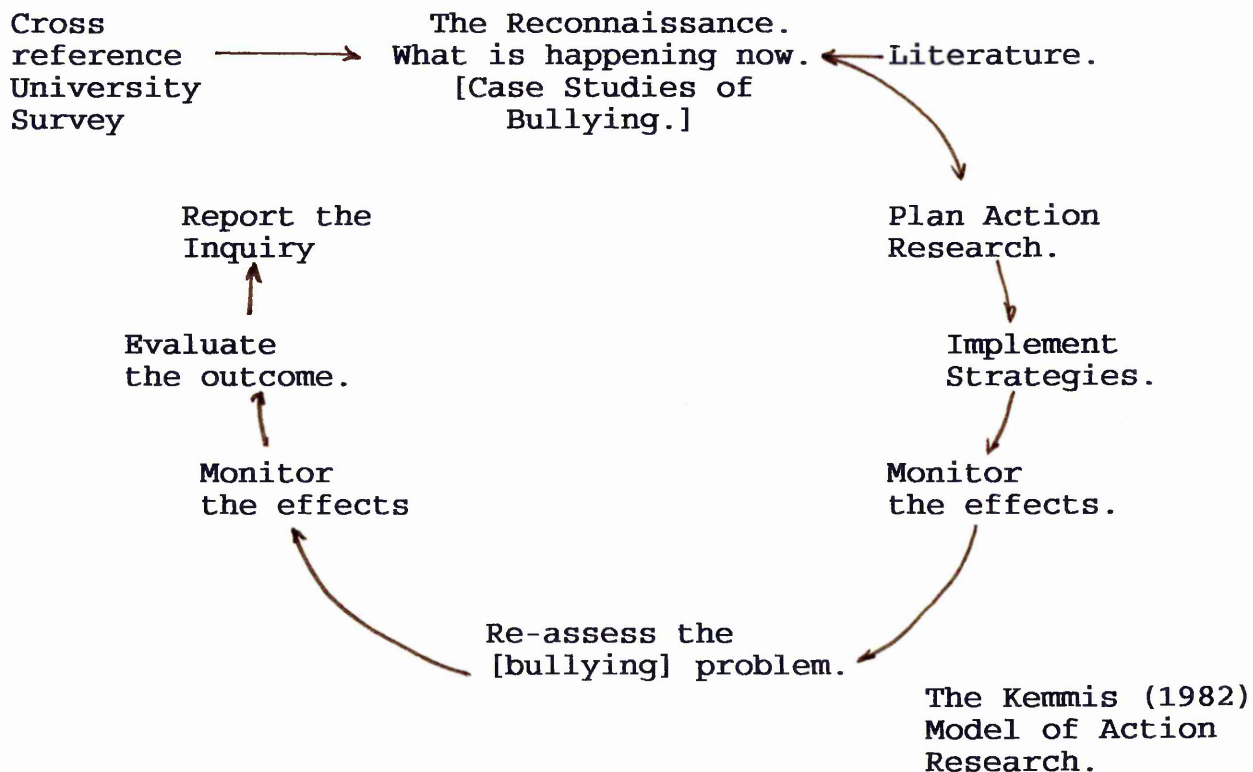 Cross
reference
University
Survey
The Reconnaissance.
What is happening now.
[Case Studies of
Bullying.]
Literature.
Plan Action
Research.
Implement
Strategies.
Monitor
the effects.
Re-assess the
[bullying] problem.
Monitor
the effects
Evaluate
the outcome.
Report the
Inquiry
The Kemmis (1982)
Model of Action
Research.